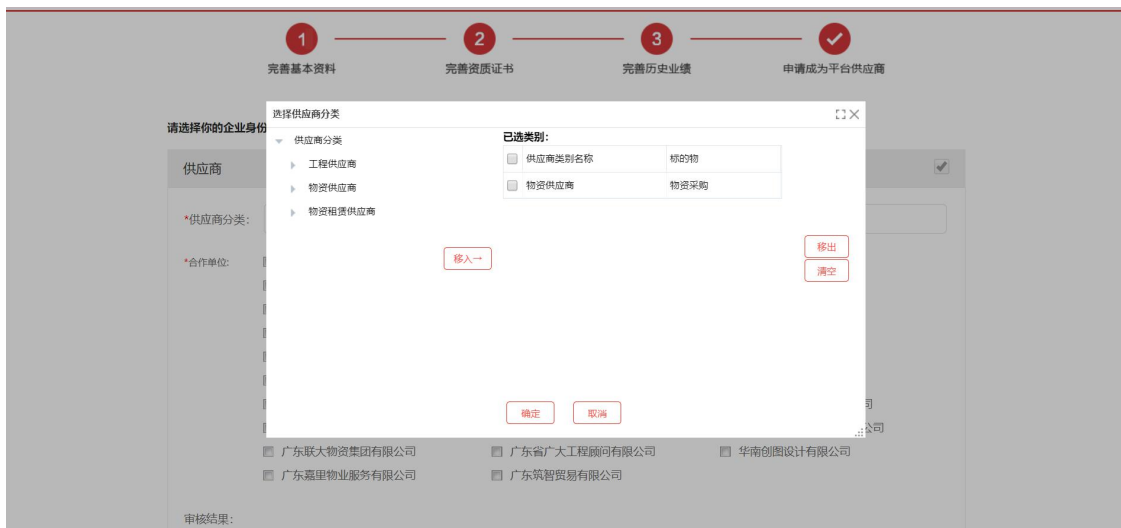 1 2 3
完善基本资料 完善资质证书 完善历史业绩 申请成为平台供应商
选择供应商分类
请选择你的企业身份
供应商分类 已选类别：
供应商类别名称 标的物
工程供应商
供应商
物资供应商 物资供应商 物资采购
物资租赁供应商
*供应商分类：
移入→ 移出
*合作单位:
清空
确定 取消
司
公司
广东联大物资集团有限公司 广东省广大工程顾问有限公司 华南创图设计有限公司
广东嘉里物业服务有限公司 广东筑智贸易有限公司
审核结果：